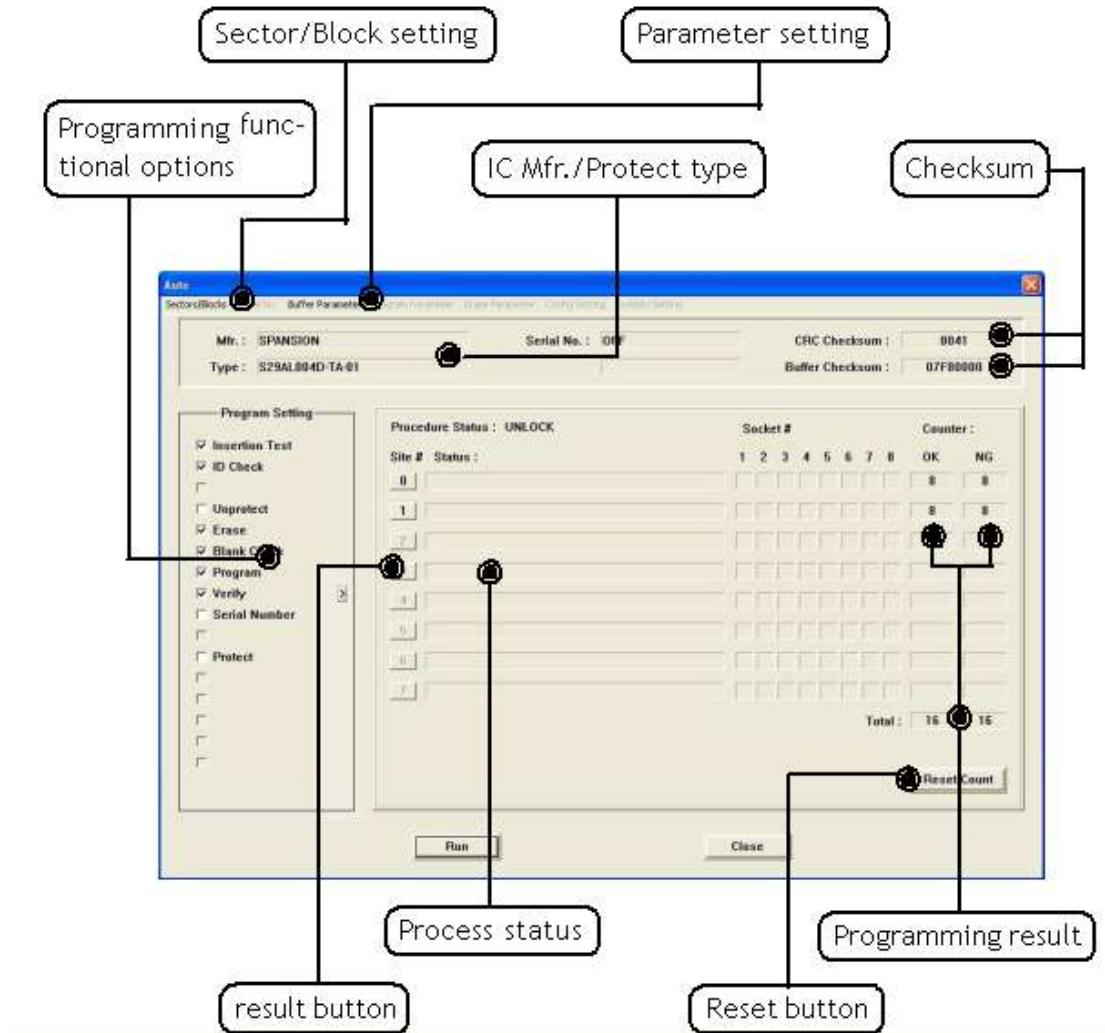 Sector/Block setting
Parameter setting
Programming func-
tional options
IC Mfr./Protect type
Checksum
Auto
Sectors/Blocks
Buffer Parameter
Erase Parameter
Config Setting
Mfr. : SPANSION
Serial No. : OFF
CRC Checksum : 8041
Type : S29AL004D-TA-01
Buffer Checksum : 07F80000
Program Setting
Insertion Test
ID Check
Unprotect
Erase
Blank
Program
Verify
Serial Number
Protect
>
Procedure Status : UNLOCK
Socket #
Counter :
Site # Status :
1 2 3 4 5 6 7 8
OK NG
0
8 8
1
8 8
2
4
5
6
7
Total : 16 16
Reset Count
Run
Close
Process status
Programming result
result button
Reset button